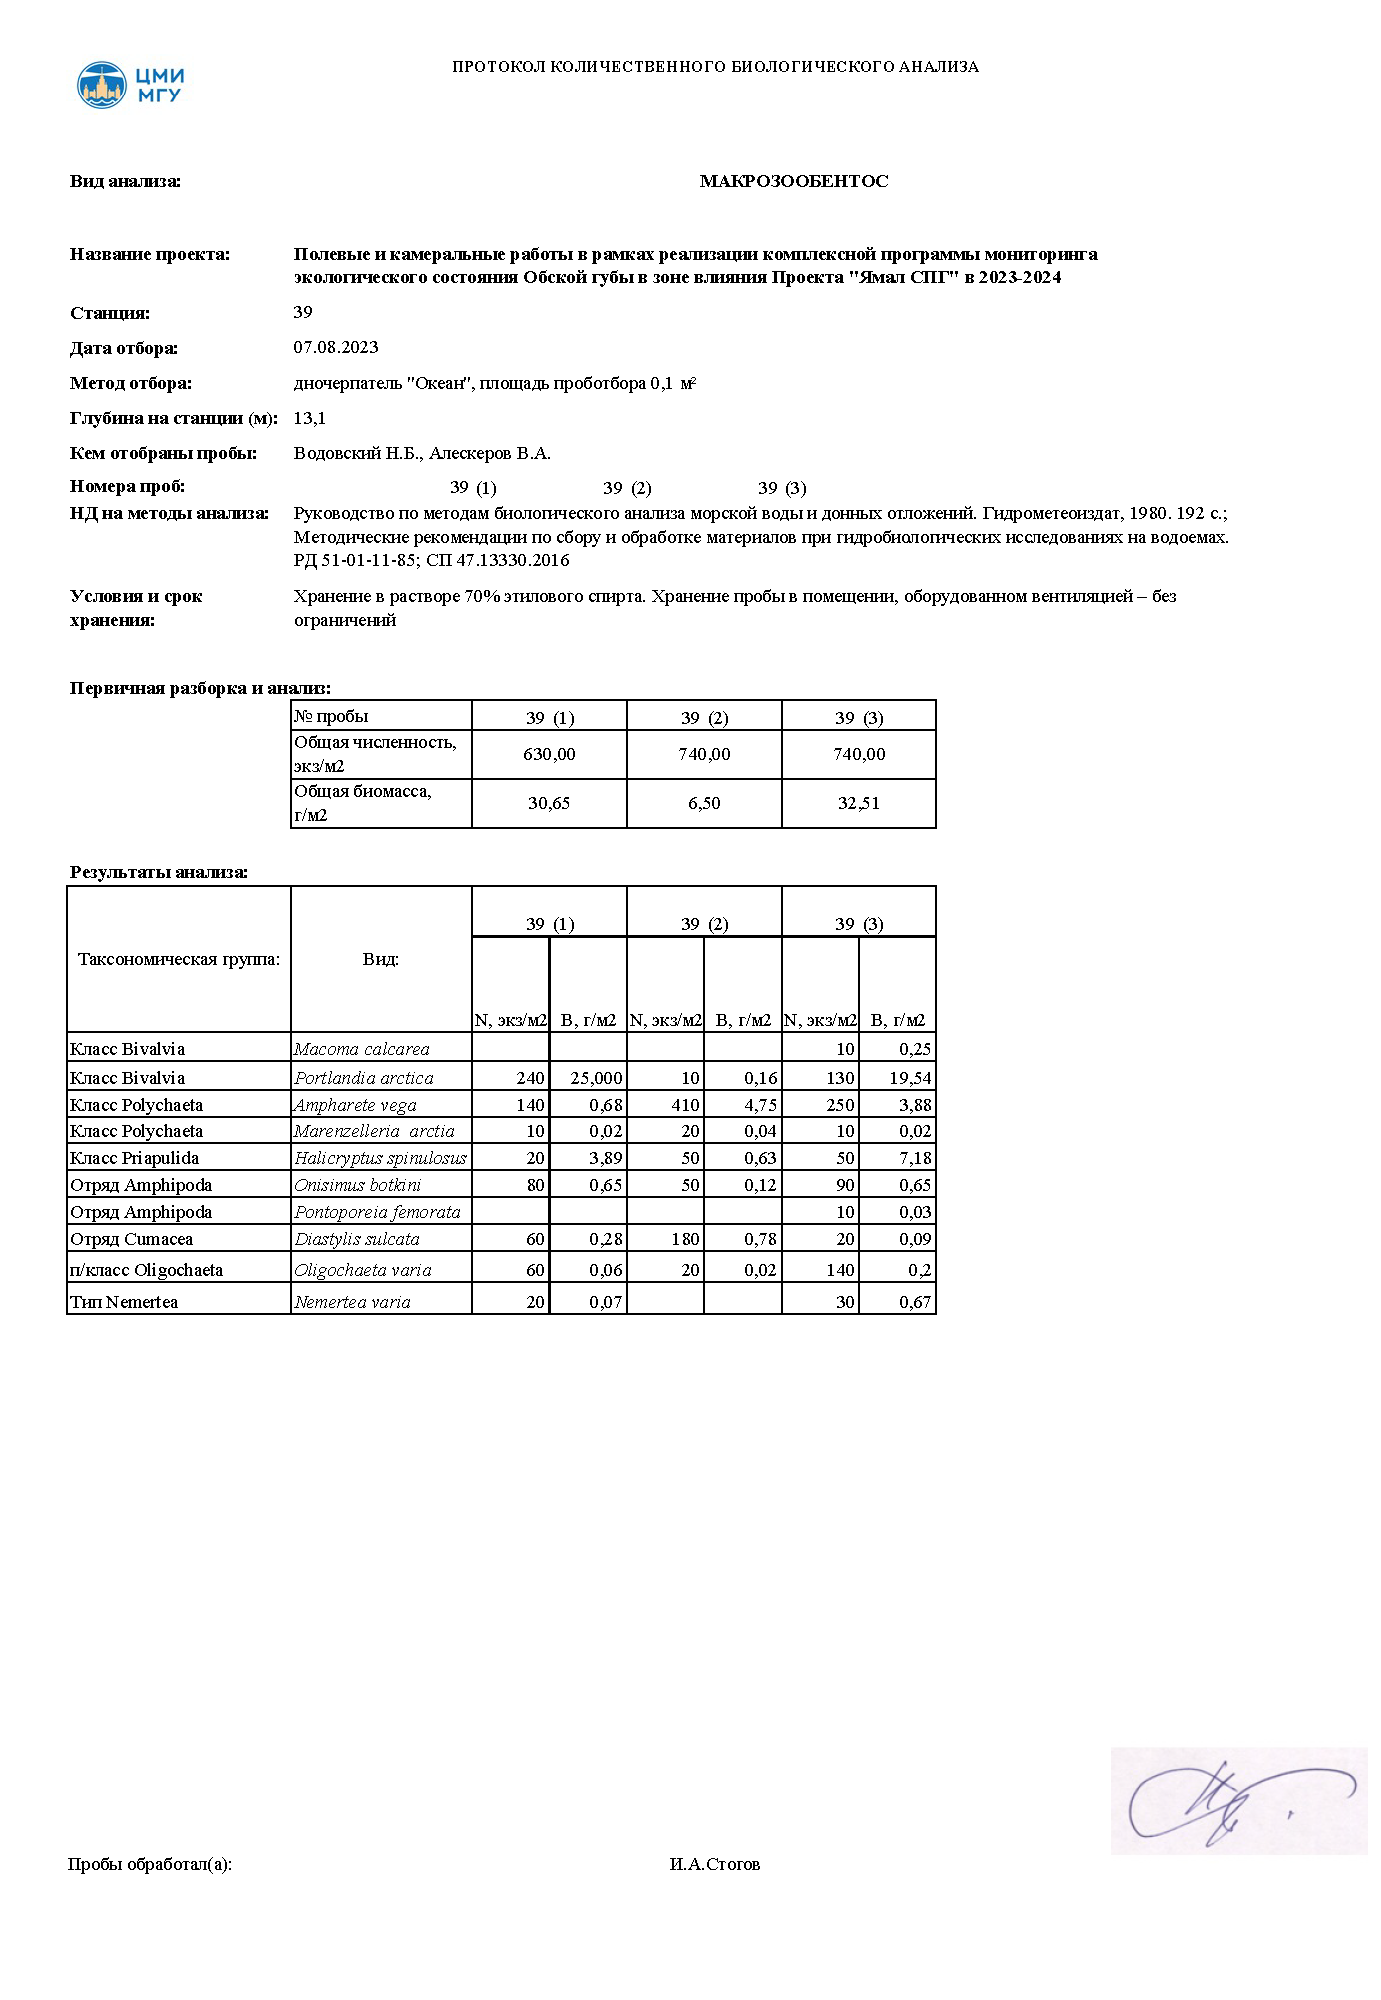 ЦМИ
МГУ
ПРОТОКОЛ КОЛИЧЕСТВЕННОГО БИОЛОГИЧЕСКОГО АНАЛИЗА
Вид анализа: МАКРОЗООБЕНТОС
Название проекта: Полевые и камеральные работы в рамках реализации комплексной программы мониторинга
экологического состояния Обской губы в зоне влияния Проекта "Ямал СПГ" в 2023-2024
Станция: 39
Дата отбора: 07.08.2023
Метод отбора: дночерпатель "Океан", площадь проботбора 0,1 м²
Глубина на станции (м): 13,1
Кем отобраны пробы: Водовский Н.Б., Алескеров В.А.
Номера проб: 39 (1) 39 (2) 39 (3)
НД на методы анализа: Руководство по методам биологического анализа морской воды и донных отложений. Гидрометеоиздат, 1980. 192 с.;
Методические рекомендации по сбору и обработке материалов при гидробиологических исследованиях на водоемах.
РД 51-01-11-85; СП 47.13330.2016
Условия и срок Хранение в растворе 70% этилового спирта. Хранение пробы в помещении, оборудованном вентиляцией – без
хранения: ограничений
Первичная разборка и анализ:
№ пробы 39 (1) 39 (2) 39 (3)
Общая численность,
экз/м2 630,00 740,00 740,00
Общая биомасса,
г/м2 30,65 6,50 32,51
Результаты анализа:
39 (1) 39 (2) 39 (3)
Таксономическая группа: Вид:
N, экз/м2 B, г/м2 N, экз/м2 B, г/м2 N, экз/м2 B, г/м2
Класс Bivalvia Macoma calcarea 10 0,25
Класс Bivalvia Portlandia arctica 240 25,000 10 0,16 130 19,54
Класс Polychaeta Ampharete vega 140 0,68 410 4,75 250 3,88
Класс Polychaeta Marenzelleria arctia 10 0,02 20 0,04 10 0,02
Класс Priapulida Halicryptus spinulosus 20 3,89 50 0,63 50 7,18
Отряд Amphipoda Onisimus botkini 80 0,65 50 0,12 90 0,65
Отряд Amphipoda Pontoporeia femorata 10 0,03
Отряд Cumacea Diastylis sulcata 60 0,28 180 0,78 20 0,09
п/класс Oligochaeta Oligochaeta varia 60 0,06 20 0,02 140 0,2
Тип Nemertea Nemertea varia 20 0,07 30 0,67
Пробы обработал(а): И.А.Стогов